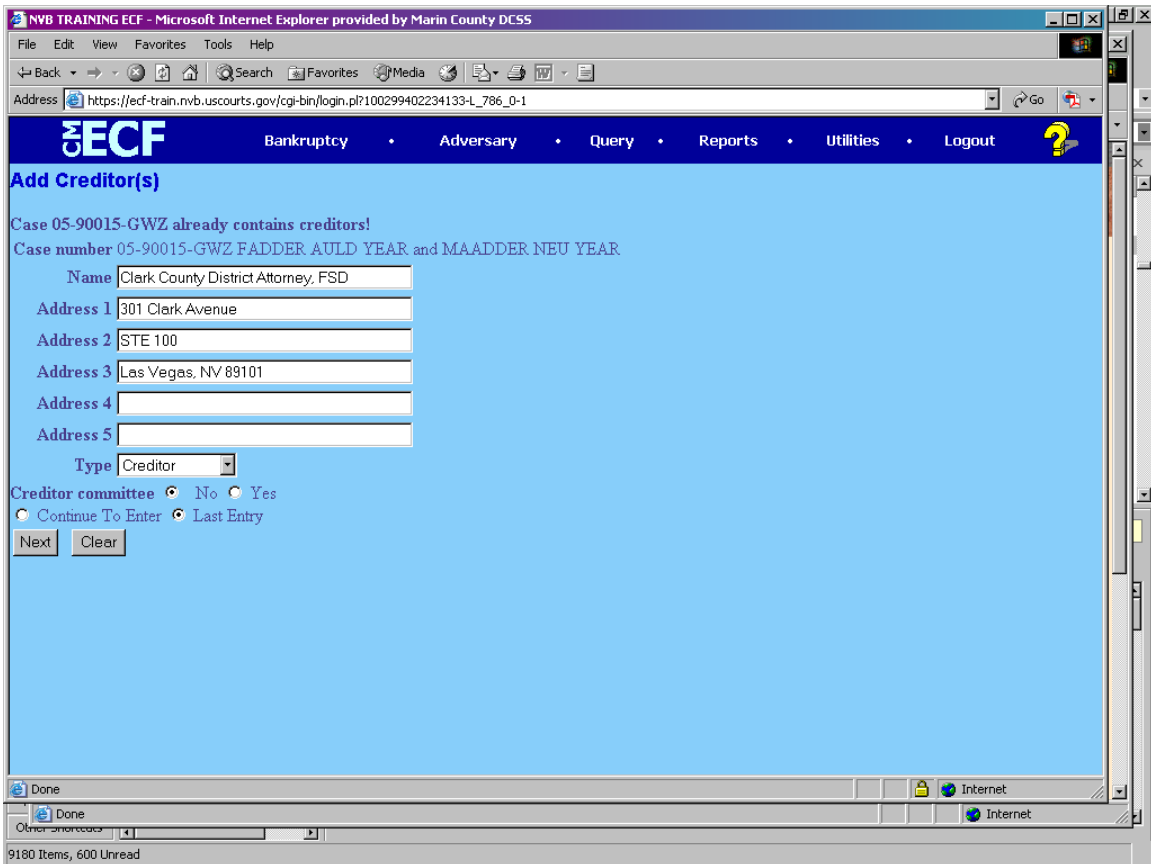 NVB TRAINING ECF - Microsoft Internet Explorer provided by Marin County DCSS
File Edit View Favorites Tools Help
Back Search Favorites Media
Address https://ecf-train.nvb.uscourts.gov/cgi-bin/login.pl?100299402234133-L_786_0-1 Go
CM ECF Bankruptcy • Adversary • Query • Reports • Utilities • Logout ?
Add Creditor(s)
Case 05-90015-GWZ already contains creditors!
Case number 05-90015-GWZ FADDER AULD YEAR and MAADDER NEU YEAR
Name Clark County District Attorney, FSD
Address 1 301 Clark Avenue
Address 2 STE 100
Address 3 Las Vegas, NV 89101
Address 4
Address 5
Type Creditor
Creditor committee No Yes
Continue To Enter Last Entry
Next Clear
Done Internet
Done Internet
Other Shortcuts
9180 Items, 600 Unread